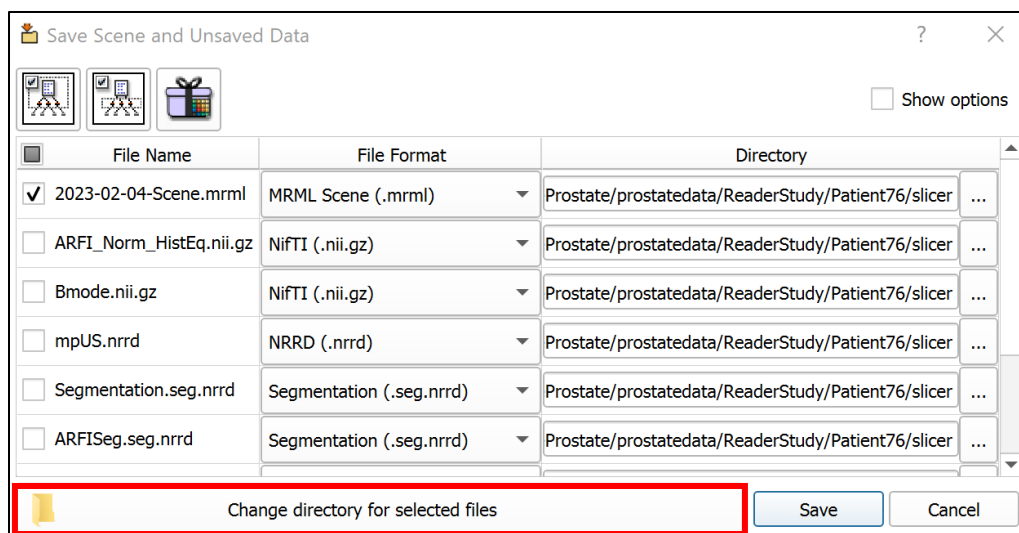 Save Scene and Unsaved Data
Show options
File Name File Format Directory
2023-02-04-Scene.mrml MRML Scene (.mrml) Prostate/prostatedata/ReaderStudy/Patient76/slicer ...
ARFI_Norm_HistEq.nii.gz NifTI (.nii.gz) Prostate/prostatedata/ReaderStudy/Patient76/slicer ...
Bmode.nii.gz NifTI (.nii.gz) Prostate/prostatedata/ReaderStudy/Patient76/slicer ...
mpUS.nrrd NRRD (.nrrd) Prostate/prostatedata/ReaderStudy/Patient76/slicer ...
Segmentation.seg.nrrd Segmentation (.seg.nrrd) Prostate/prostatedata/ReaderStudy/Patient76/slicer ...
ARFISeg.seg.nrrd Segmentation (.seg.nrrd) Prostate/prostatedata/ReaderStudy/Patient76/slicer ...
Change directory for selected files Save Cancel